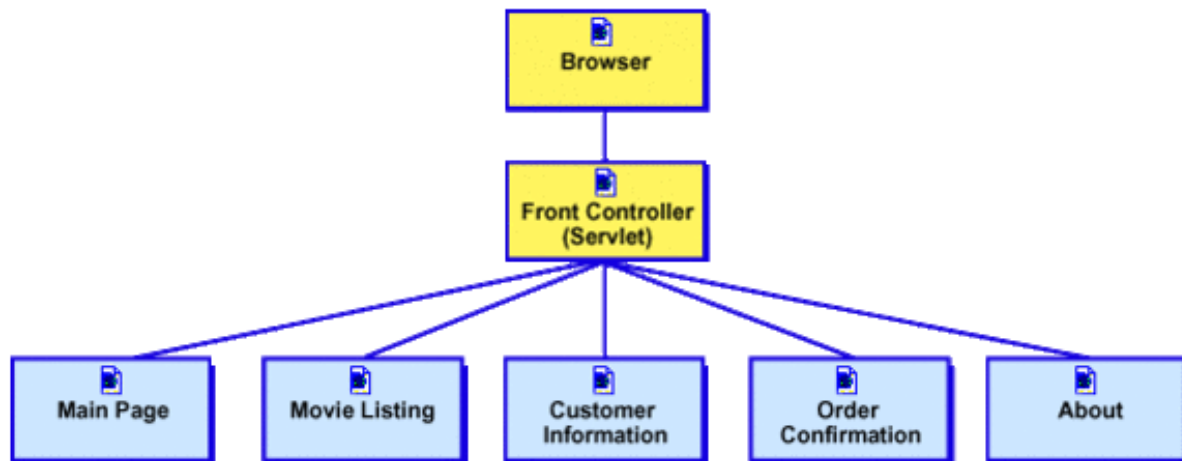 Browser
Front Controller
(Servlet)
Main Page
Movie Listing
Customer
Information
Order
Confirmation
About